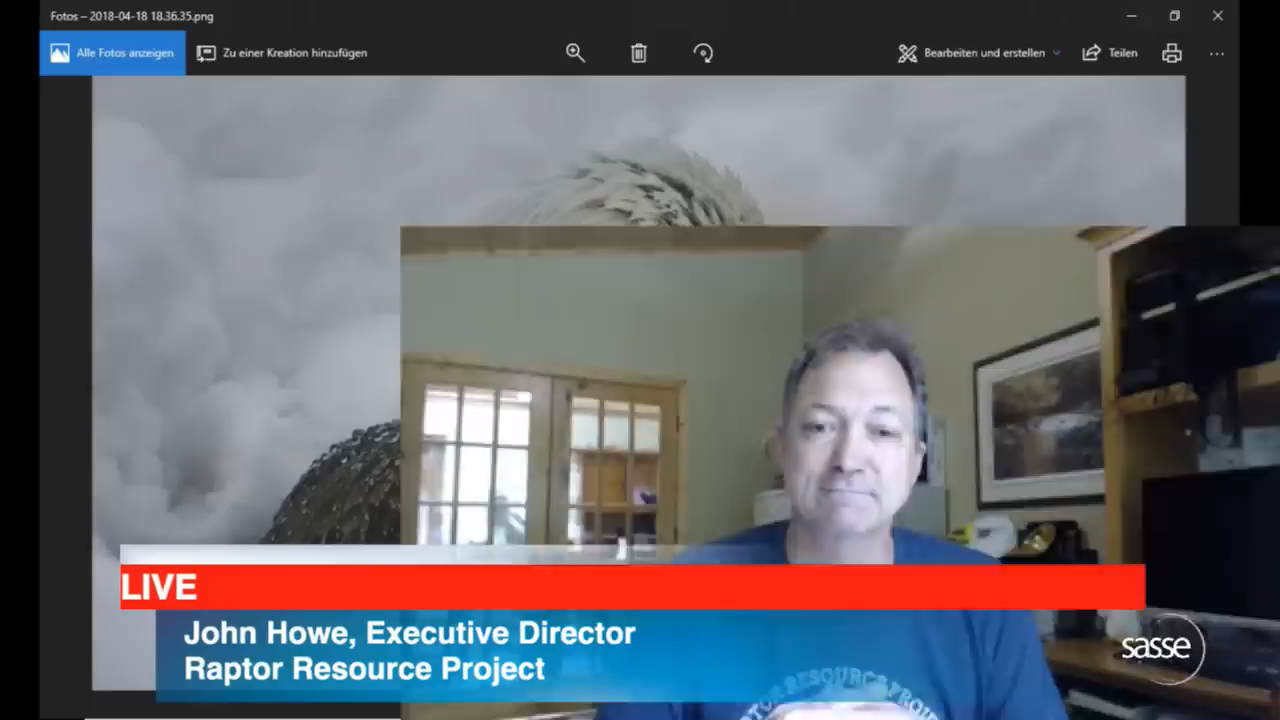 Fotos – 2018-04-18 18.36.35.png
Alle Fotos anzeigen
Zu einer Kreation hinzufügen
Bearbeiten und erstellen
Teilen
LIVE
John Howe, Executive Director
Raptor Resource Project
sasse
RESOURCE